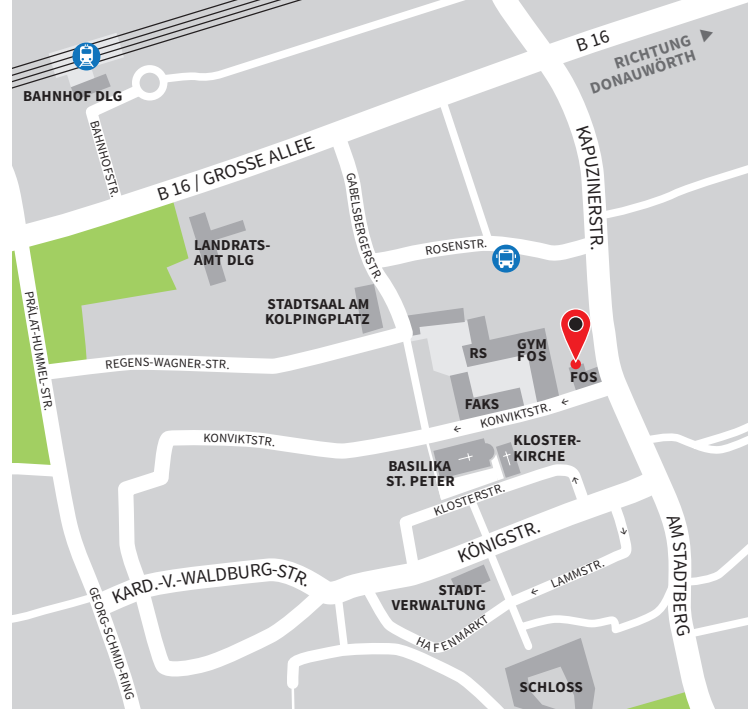 B 16
RICHTUNG
DONAUWÖRTH
BAHNHOF DLG
BAHNHOFSTR.
B 16 / GROSSE ALLEE
KAPUZINERSTR.
GABELSBERGERSTR.
LANDRATS-
AMT DLG
ROSENSTR.
PRÄLAT-HUMMEL-STR.
STADTSAAL AM
KOLPINGPLATZ
REGENS-WAGNER-STR.
RS
GYM
FOS
FOS
FAKS
KONVIKTSTR.
KONVIKTSTR.
KLOSTER-
KIRCHE
BASILIKA
ST. PETER
KLOSTERSTR.
KÖNIGSTR.
AM STADTBERG
KARD.-V.-WALDBURG-STR.
LAMMSTR.
STADT-
VERWALTUNG
HAFENMARKT
GEORG-SCHMID-RING
SCHLOSS